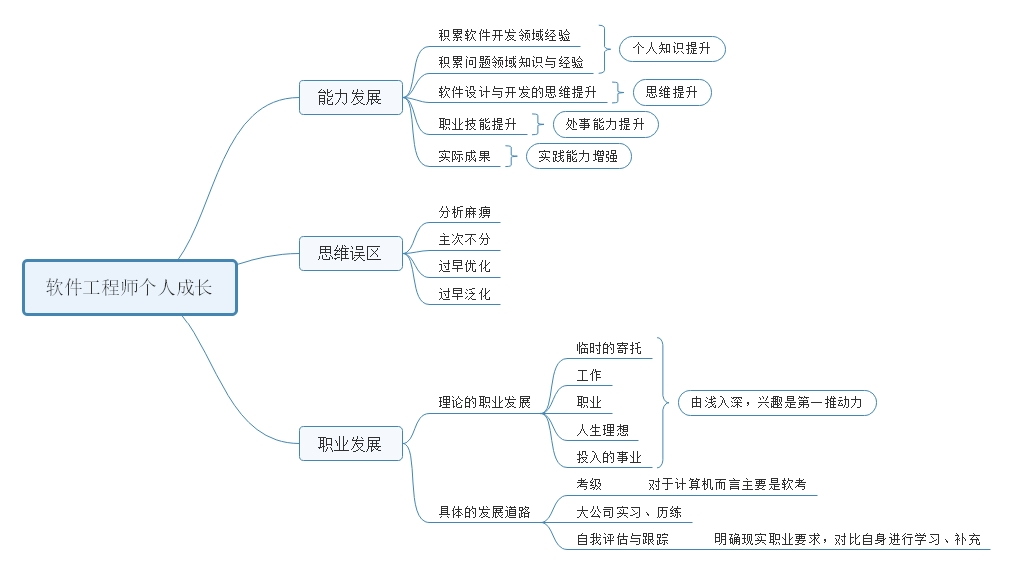 软件工程师个人成长
能力发展
积累软件开发领域经验
积累问题领域知识与经验
个人知识提升
软件设计与开发的思维提升
思维提升
职业技能提升
处事能力提升
实际成果
实践能力增强
思维误区
分析麻痹
主次不分
过早优化
过早泛化
职业发展
理论的职业发展
临时的寄托
工作
职业
人生理想
投入的事业
由浅入深，兴趣是第一推动力
具体的发展道路
考级
对于计算机而言主要是软考
大公司实习、历练
自我评估与跟踪
明确现实职业要求，对比自身进行学习、补充